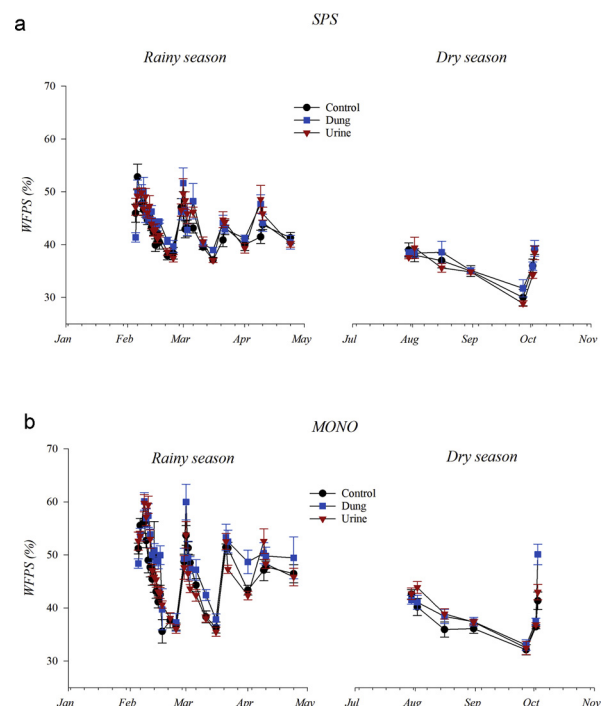 a
SPS
Rainy season
Dry season
70
60
50
40
30
WFPS (%)
Control
Dung
Urine
Jan Feb Mar Apr May
Jul Aug Sep Oct Nov
b
MONO
Rainy season
Dry season
70
60
50
40
30
WFPS (%)
Control
Dung
Urine
Jan Feb Mar Apr May
Jul Aug Sep Oct Nov